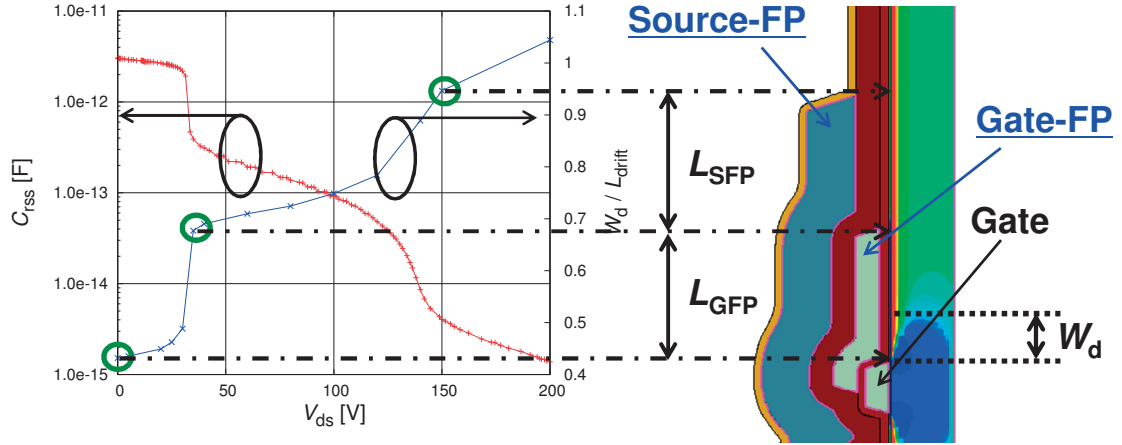 1.0e-11
1.0e-12
1.0e-13
1.0e-14
1.0e-15
C_rss [F]
0
50
100
150
200
V_ds [V]
1.1
1
0.9
0.8
0.7
0.6
0.5
0.4
W_d / L_drift
L_SFP
L_GFP
Source-FP
Gate-FP
Gate
W_d